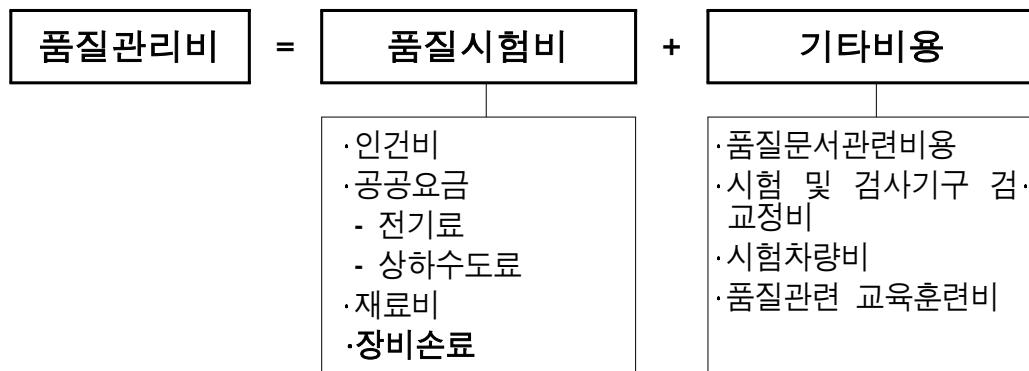 품질관리비 = 품질시험비 + 기타비용
·인건비
·공공요금
- 전기료
- 상하수도료
·재료비
·장비손료
·품질문서관련비용
·시험 및 검사기구 검·
교정비
·시험차량비
·품질관련 교육훈련비